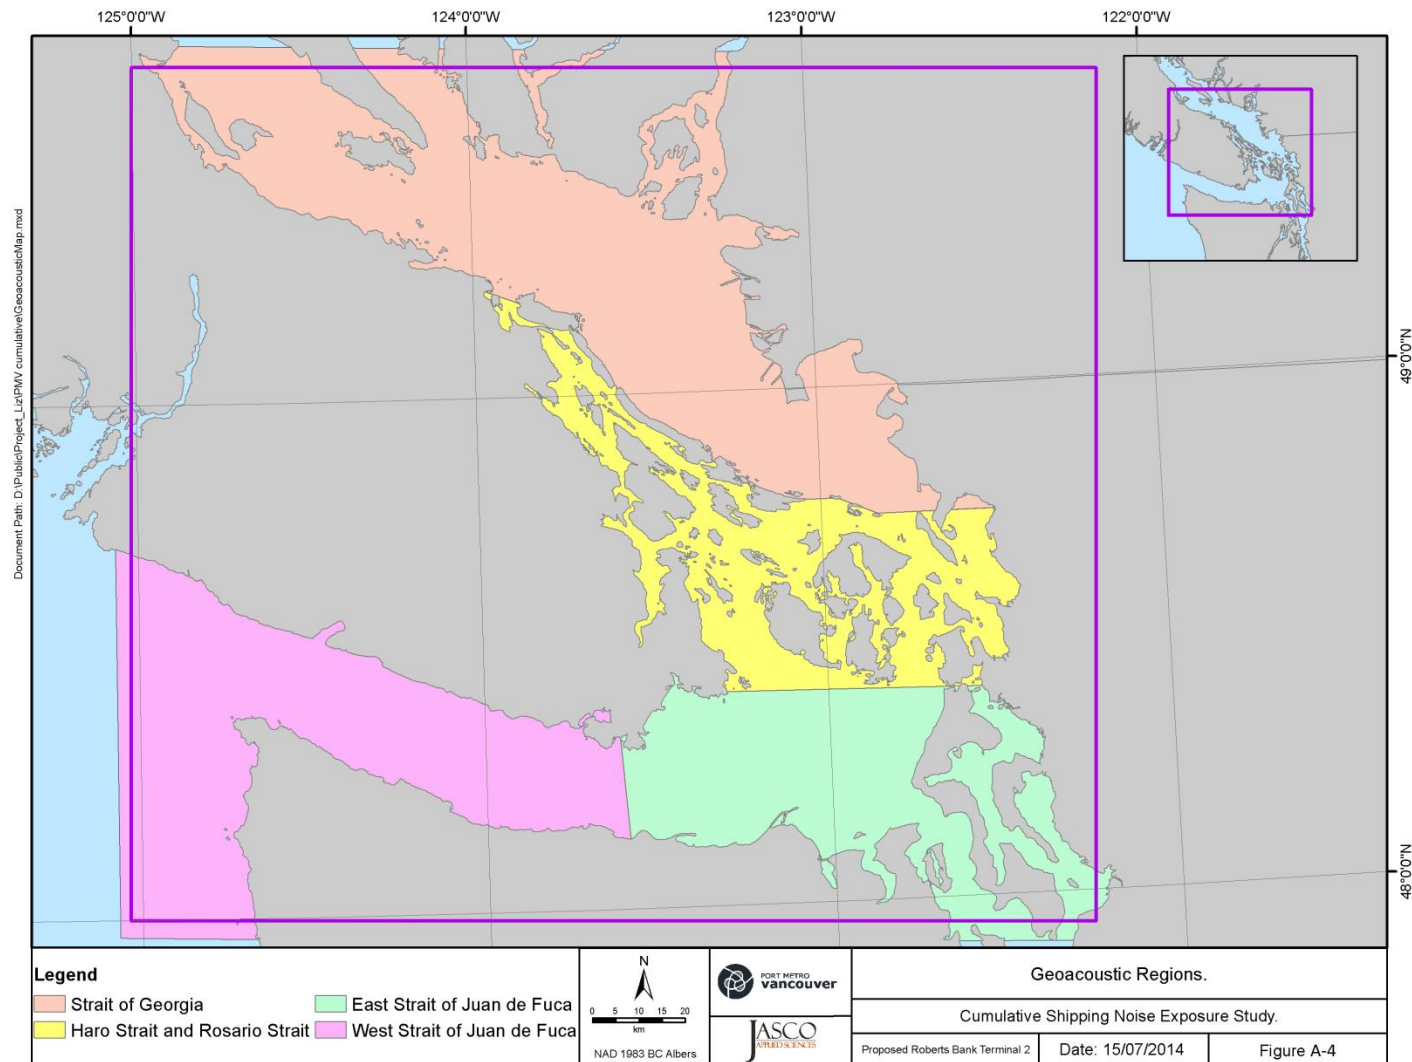 125°0'0"W
124°0'0"W
123°0'0"W
122°0'0"W
49°0'0"N
48°0'0"N
Document Path: D:\Public\Project_Liz\PMV cumulative\GeoacousticMap.mxd
Legend
Strait of Georgia
Haro Strait and Rosario Strait
East Strait of Juan de Fuca
West Strait of Juan de Fuca
N
0 5 10 15 20
km
NAD 1983 BC Albers
PORT METRO
vancouver
JASCO
APPLIED SCIENCES
Geoacoustic Regions.
Cumulative Shipping Noise Exposure Study.
Proposed Roberts Bank Terminal 2
Date: 15/07/2014
Figure A-4